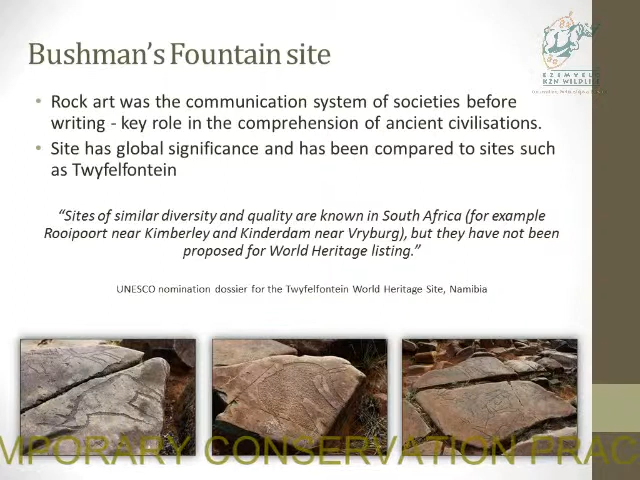 Bushman's Fountain site
EZEMVELO
KZN WILDLIFE
• Rock art was the communication system of societies before
writing - key role in the comprehension of ancient civilisations.
• Site has global significance and has been compared to sites such
as Twyfelfontein
“Sites of similar diversity and quality are known in South Africa (for example
Rooipoort near Kimberley and Kinderdam near Vryburg), but they have not been
proposed for World Heritage listing.”
UNESCO nomination dossier for the Twyfelfontein World Heritage Site, Namibia
MPORARY CONSERVATION PRAC